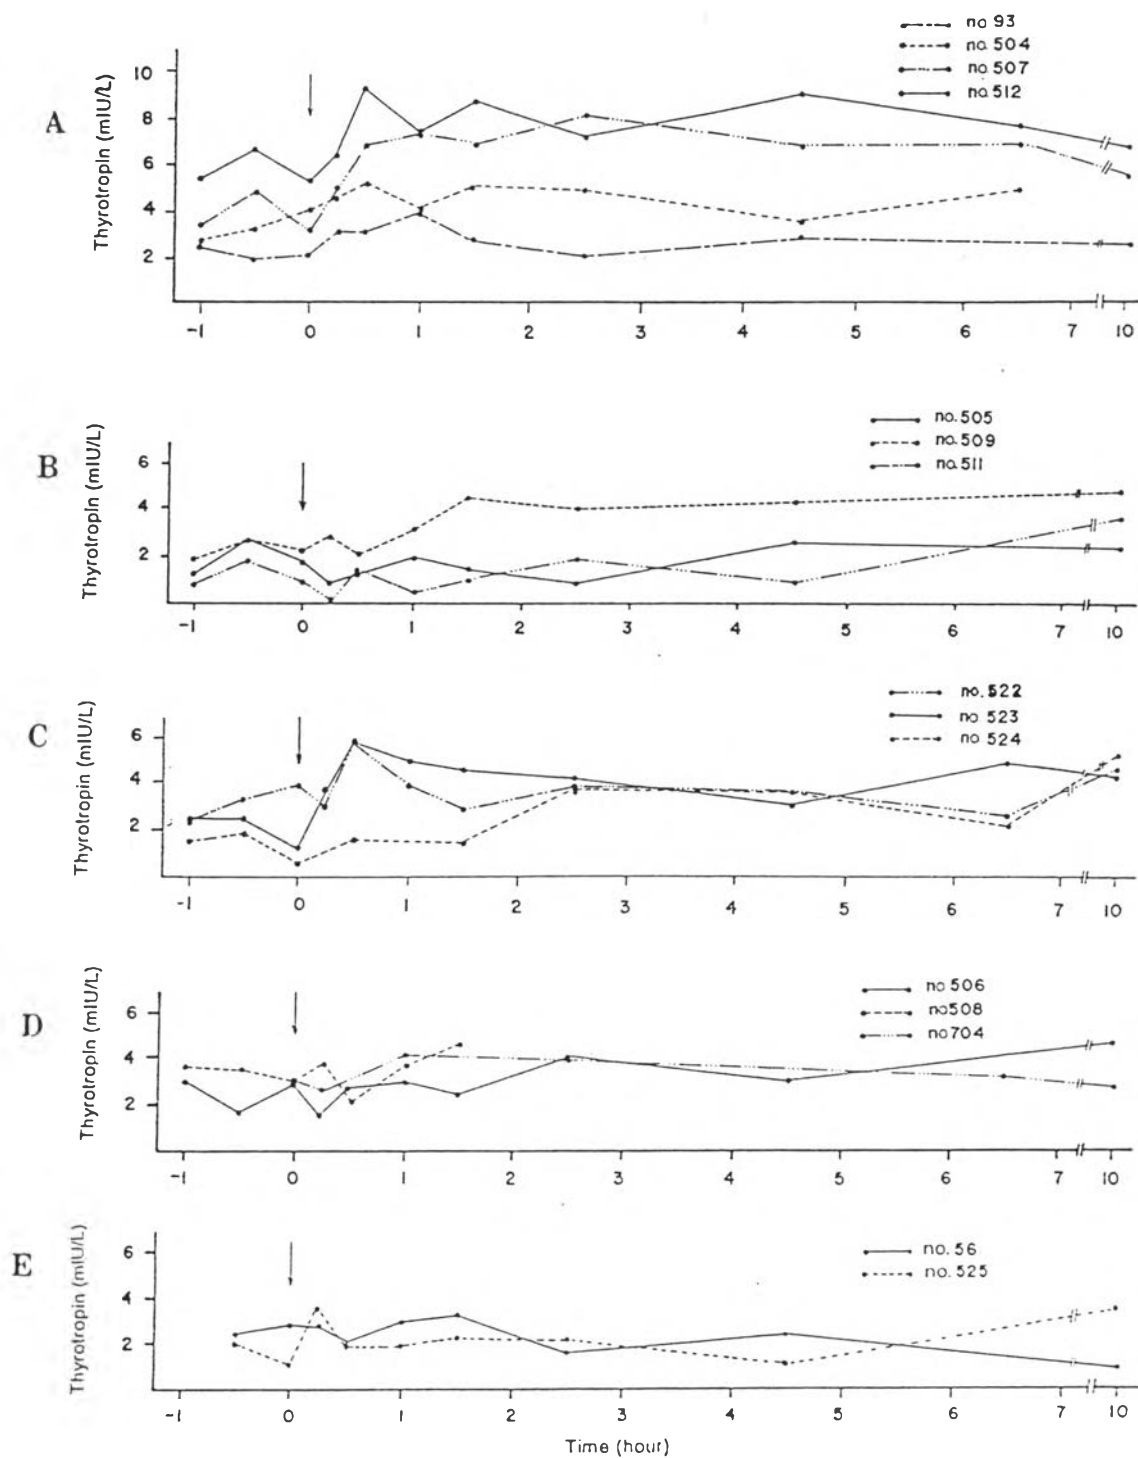 no 93
no. 504
no. 507
no. 512
A
Thyrotropin (mIU/L)
10
8
6
4
2
-1 0 1 2 3 4 5 6 7 10
no. 505
no. 509
no. 511
B
Thyrotropin (mIU/L)
6
4
2
-1 0 1 2 3 4 5 6 7 10
no. 522
no 523
no 524
C
Thyrotropin (mIU/L)
6
4
2
-1 0 1 2 3 4 5 6 7 10
no 506
no 508
no 704
D
Thyrotropin (mIU/L)
6
4
2
-1 0 1 2 3 4 5 6 7 10
no. 56
no. 525
E
Thyrotropin (mIU/L)
6
4
2
-1 0 1 2 3 4 5 6 7 10
Time (hour)